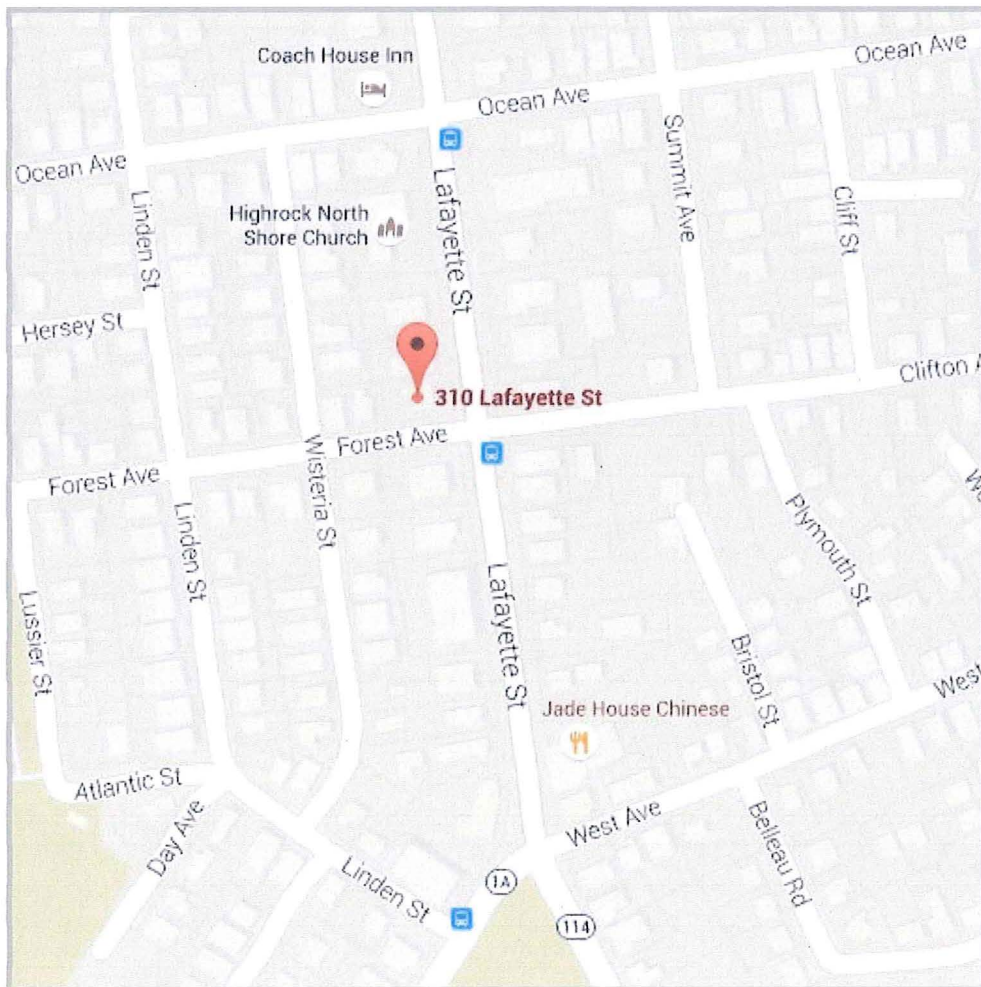 Coach House Inn
Ocean Ave
Ocean Ave
Ocean Ave
Linden St
Highrock North
Shore Church
Lafayette St
Summit Ave
Cliff St
Hersey St
310 Lafayette St
Clifton A
Forest Ave
Forest Ave
Wisteria St
Linden St
Plymouth St
Lussier St
Lafayette St
Bristol St
West
Jade House Chinese
Atlantic St
Day Ave
West Ave
Belleau Rd
Linden St
1A
114